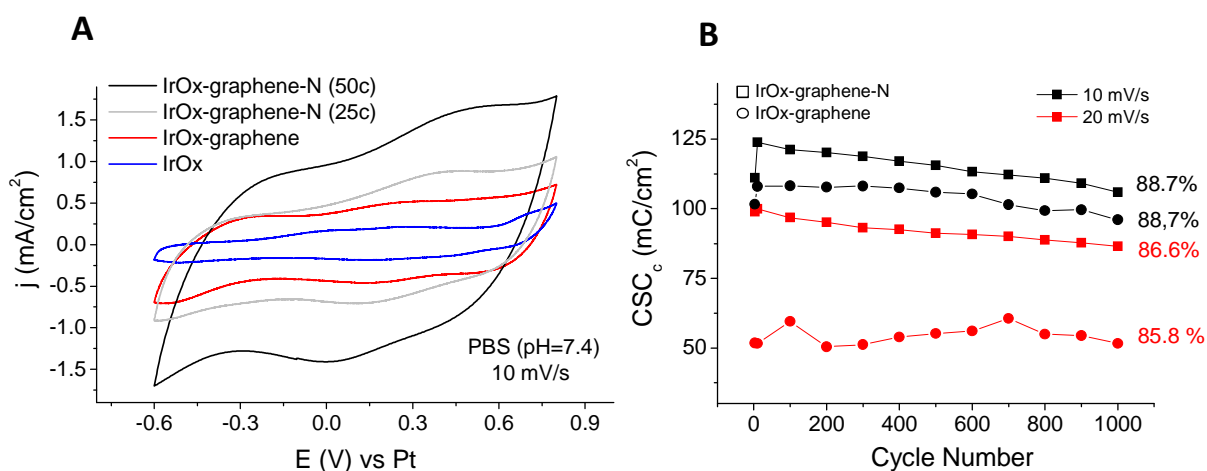 A
IrOx-graphene-N (50c)
IrOx-graphene-N (25c)
IrOx-graphene
IrOx
1.5
1.0
0.5
0.0
-0.5
-1.0
-1.5
j (mA/cm²)
PBS (pH=7.4)
10 mV/s
-0.6
-0.3
0.0
0.3
0.6
E (V) vs Pt
B
IrOx-graphene-N
IrOx-graphene
10 mV/s
20 mV/s
125
100
75
50
CSCc (mC/cm²)
88.7%
88,7%
86.6%
85.8 %
0
200
400
600
800
1000
Cycle Number